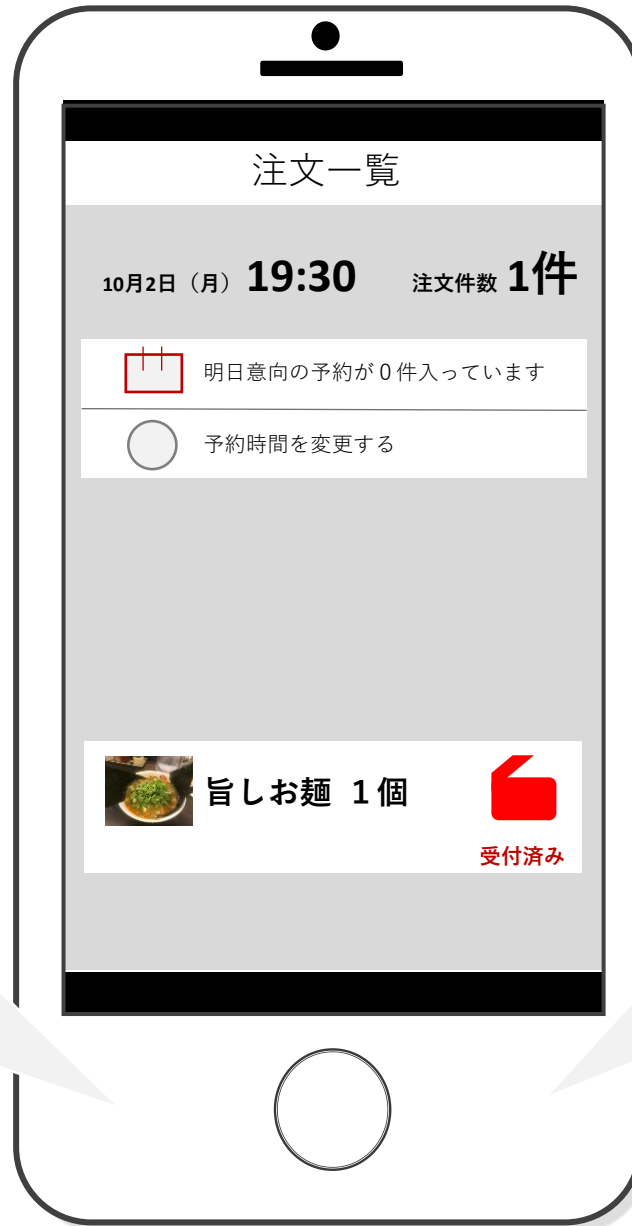 注文一覧
10月2日（月） 19:30 注文件数 1件
明日意向の予約が０件入っています
予約時間を変更する
旨しお麺 １個
受付済み